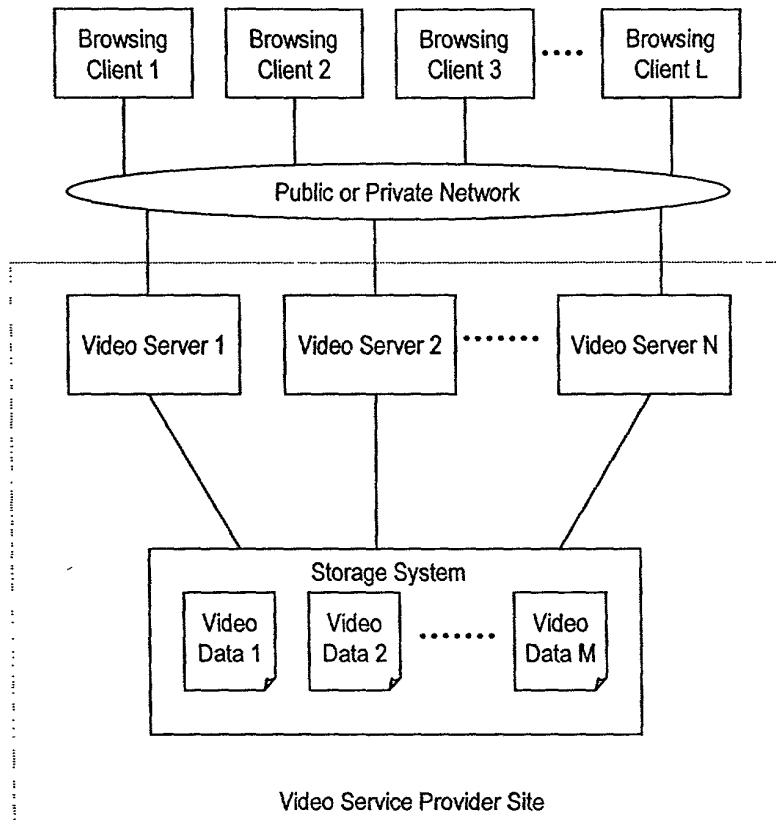 Browsing
Client 1
Browsing
Client 2
Browsing
Client 3
Browsing
Client L
Public or Private Network
Video Server 1
Video Server 2
Video Server N
Storage System
Video
Data 1
Video
Data 2
Video
Data M
Video Service Provider Site